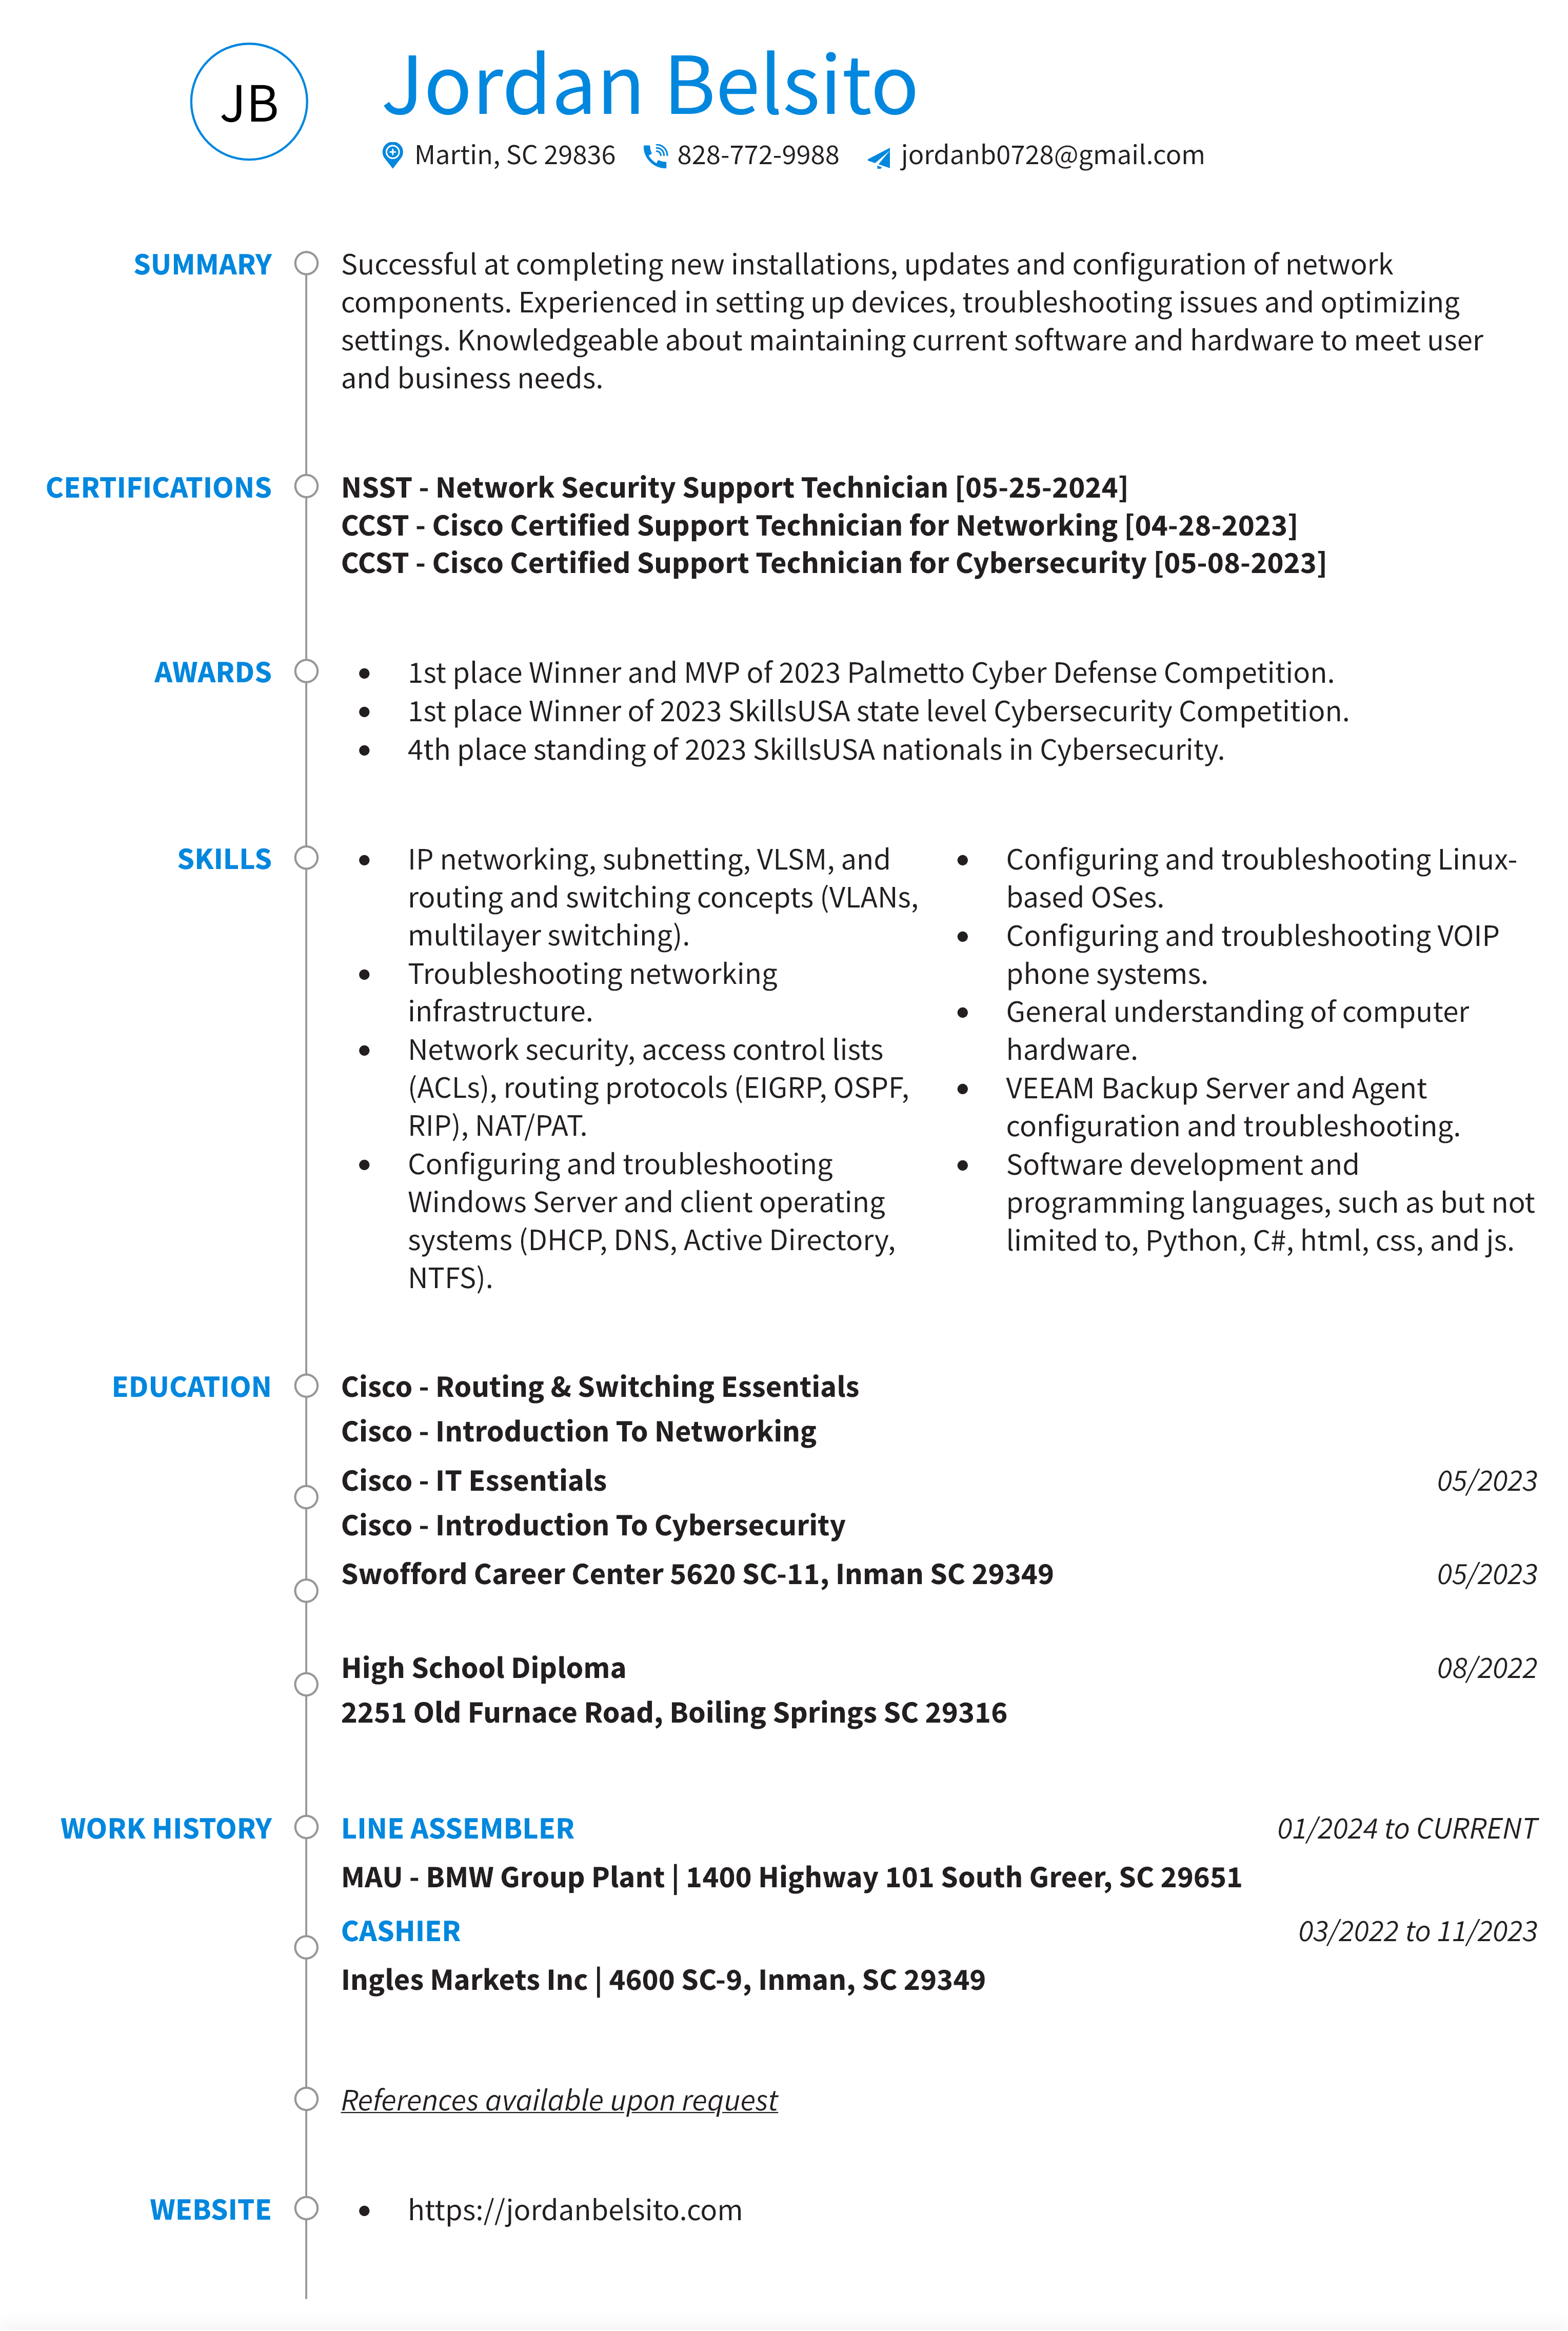 JB
Jordan Belsito
Martin, SC 29836 828-772-9988 jordanb0728@gmail.com
SUMMARY
Successful at completing new installations, updates and configuration of network
components. Experienced in setting up devices, troubleshooting issues and optimizing
settings. Knowledgeable about maintaining current software and hardware to meet user
and business needs.
CERTIFICATIONS
NSST - Network Security Support Technician [05-25-2024]
CCST - Cisco Certified Support Technician for Networking [04-28-2023]
CCST - Cisco Certified Support Technician for Cybersecurity [05-08-2023]
AWARDS
• 1st place Winner and MVP of 2023 Palmetto Cyber Defense Competition.
• 1st place Winner of 2023 SkillsUSA state level Cybersecurity Competition.
• 4th place standing of 2023 SkillsUSA nationals in Cybersecurity.
SKILLS
• IP networking, subnetting, VLSM, and
routing and switching concepts (VLANs,
multilayer switching).
• Troubleshooting networking
infrastructure.
• Network security, access control lists
(ACLs), routing protocols (EIGRP, OSPF,
RIP), NAT/PAT.
• Configuring and troubleshooting
Windows Server and client operating
systems (DHCP, DNS, Active Directory,
NTFS).
• Configuring and troubleshooting Linux-
based OSes.
• Configuring and troubleshooting VOIP
phone systems.
• General understanding of computer
hardware.
• VEEAM Backup Server and Agent
configuration and troubleshooting.
• Software development and
programming languages, such as but not
limited to, Python, C#, html, css, and js.
EDUCATION
Cisco - Routing & Switching Essentials
Cisco - Introduction To Networking
Cisco - IT Essentials 05/2023
Cisco - Introduction To Cybersecurity
Swofford Career Center 5620 SC-11, Inman SC 29349 05/2023
High School Diploma 08/2022
2251 Old Furnace Road, Boiling Springs SC 29316
WORK HISTORY
LINE ASSEMBLER 01/2024 to CURRENT
MAU - BMW Group Plant | 1400 Highway 101 South Greer, SC 29651
CASHIER 03/2022 to 11/2023
Ingles Markets Inc | 4600 SC-9, Inman, SC 29349
References available upon request
WEBSITE
• https://jordanbelsito.com